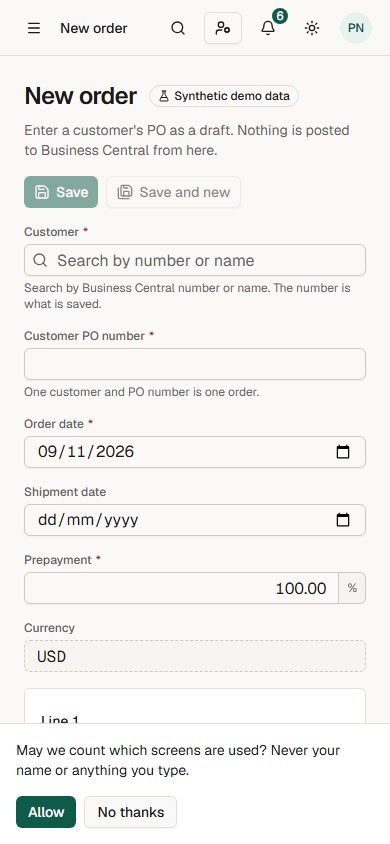 New order
6
PN
New order
Synthetic demo data
Enter a customer's PO as a draft. Nothing is posted
to Business Central from here.
Save
Save and new
Customer *
Search by number or name
Search by Business Central number or name. The number is
what is saved.
Customer PO number *
One customer and PO number is one order.
Order date *
09/11/2026
Shipment date
dd/mm/yyyy
Prepayment *
100.00
%
Currency
USD
Line 1
May we count which screens are used? Never your
name or anything you type.
Allow
No thanks